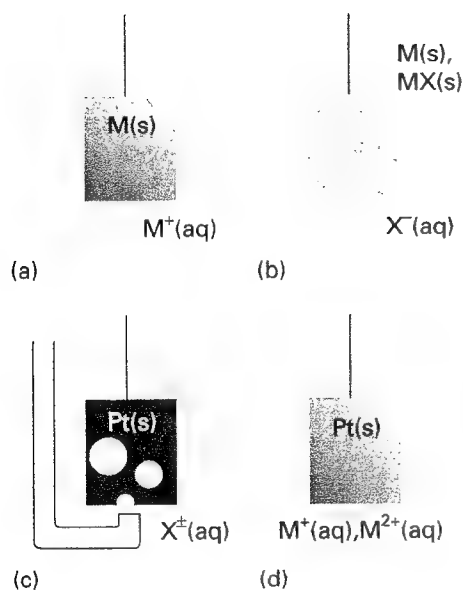 M(s)
M⁺(aq)
(a)
M(s),
MX(s)
X⁻(aq)
(b)
Pt(s)
X±(aq)
(c)
Pt(s)
M⁺(aq),M²⁺(aq)
(d)